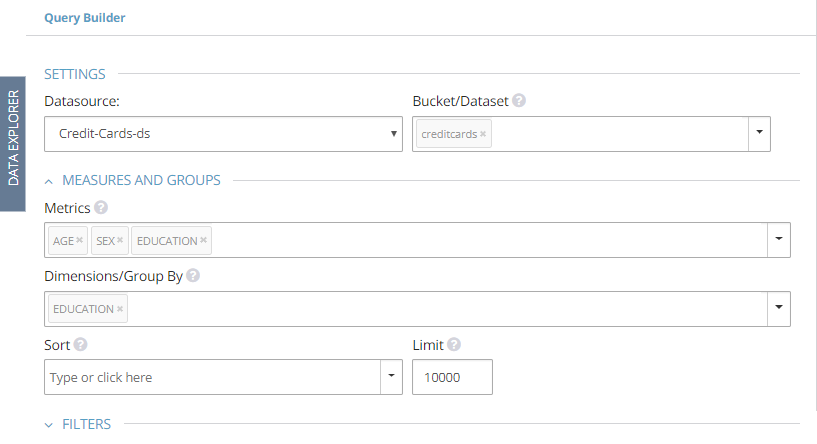 Query Builder
SETTINGS
DATA EXPLORER
Datasource: Bucket/Dataset ?
Credit-Cards-ds creditcards ×
MEASURES AND GROUPS
Metrics ?
AGE × SEX × EDUCATION ×
Dimensions/Group By ?
EDUCATION ×
Sort ? Limit ?
Type or click here 10000
FILTERS